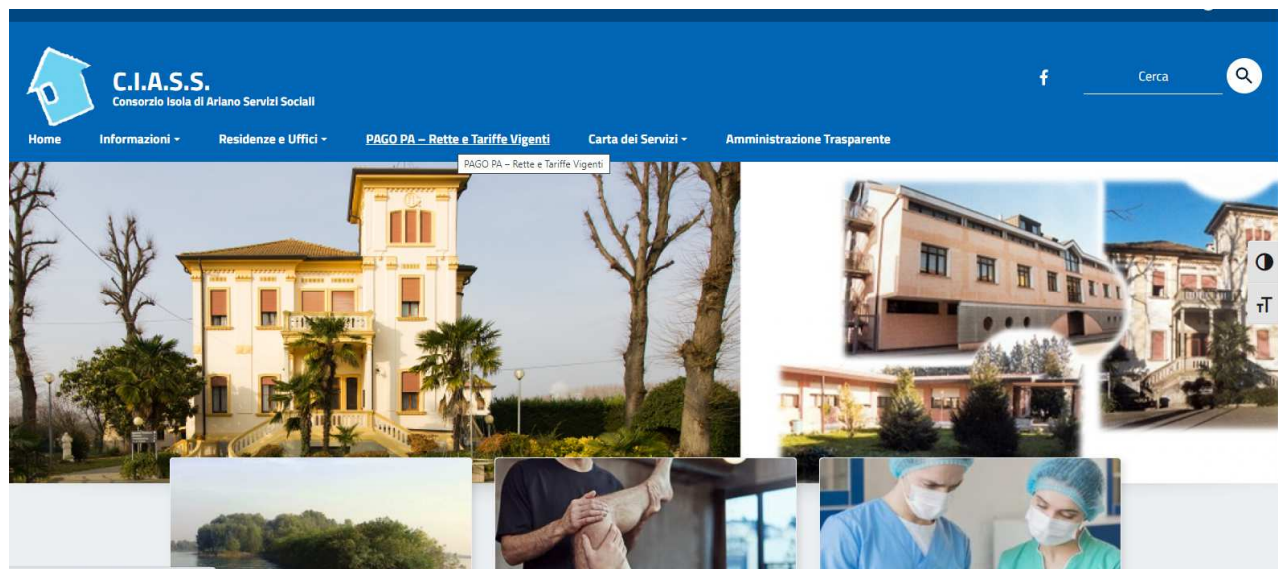 C.I.A.S.S.
Consorzio Isola di Ariano Servizi Sociali
Cerca
Home Informazioni Residenze e Uffici PAGO PA – Rette e Tariffe Vigenti Carta dei Servizi Amministrazione Trasparente
PAGO PA – Rette e Tariffe Vigenti